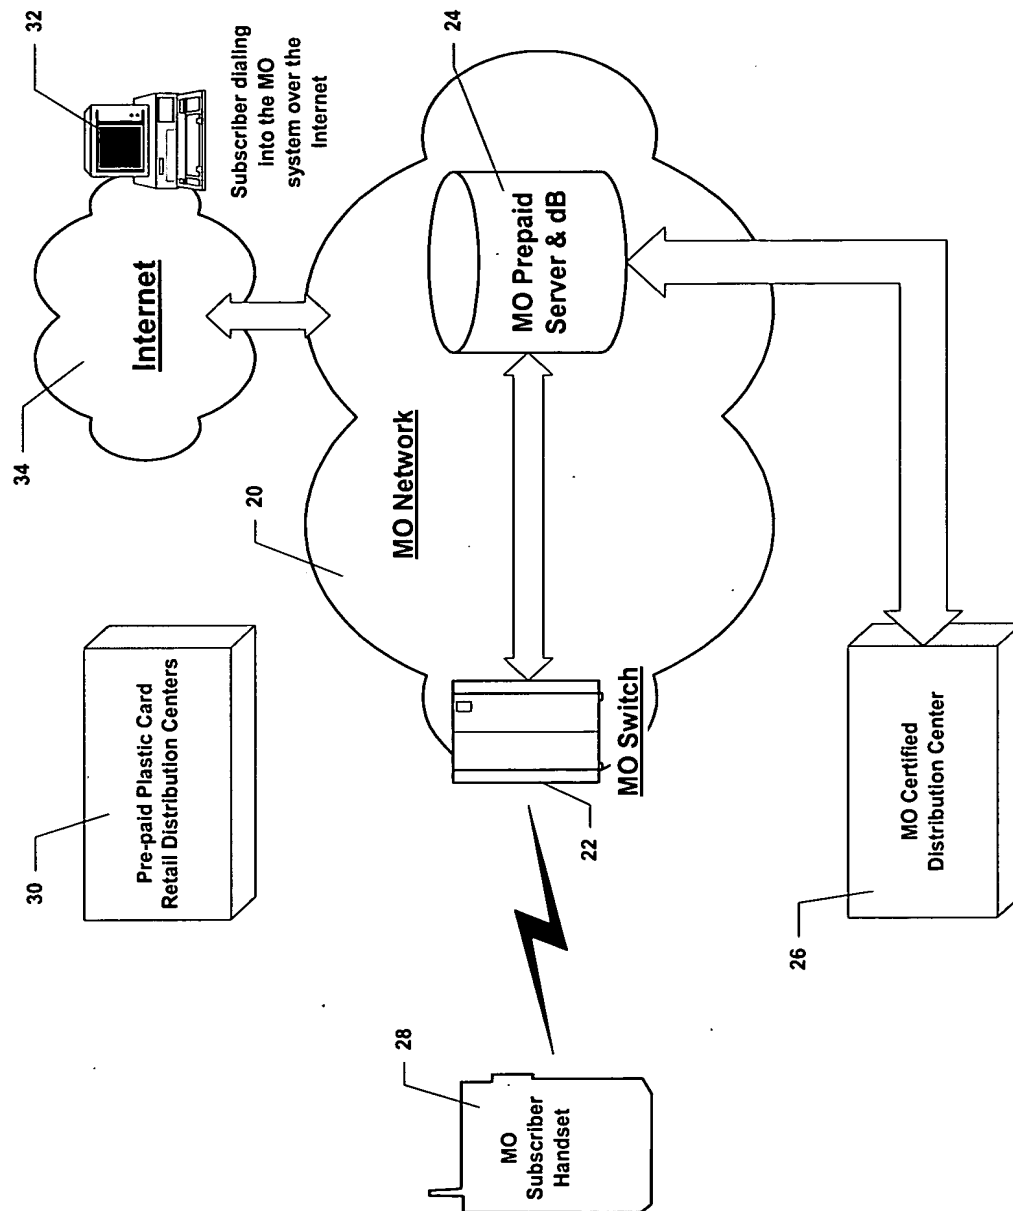 34
32
30
Pre-paid Plastic Card
Retail Distribution Centers
Internet
Subscriber dialing
into the MO
system over the
Internet
20
MO Network
28
24
MO
Subscriber
Handset
MO Prepaid
Server & dB
22
MO Switch
26
MO Certified
Distribution Center